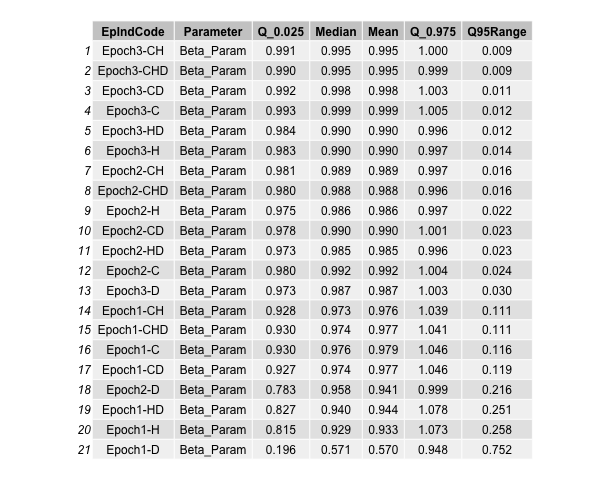 EpIndCode Parameter Q_0.025 Median Mean Q_0.975 Q95Range
1 Epoch3-CH Beta_Param 0.991 0.995 0.995 1.000 0.009
2 Epoch3-CHD Beta_Param 0.990 0.995 0.995 0.999 0.009
3 Epoch3-CD Beta_Param 0.992 0.998 0.998 1.003 0.011
4 Epoch3-C Beta_Param 0.993 0.999 0.999 1.005 0.012
5 Epoch3-HD Beta_Param 0.984 0.990 0.990 0.996 0.012
6 Epoch3-H Beta_Param 0.983 0.990 0.990 0.997 0.014
7 Epoch2-CH Beta_Param 0.981 0.989 0.989 0.997 0.016
8 Epoch2-CHD Beta_Param 0.980 0.988 0.988 0.996 0.016
9 Epoch2-H Beta_Param 0.975 0.986 0.986 0.997 0.022
10 Epoch2-CD Beta_Param 0.978 0.990 0.990 1.001 0.023
11 Epoch2-HD Beta_Param 0.973 0.985 0.985 0.996 0.023
12 Epoch2-C Beta_Param 0.980 0.992 0.992 1.004 0.024
13 Epoch3-D Beta_Param 0.973 0.987 0.987 1.003 0.030
14 Epoch1-CH Beta_Param 0.928 0.973 0.976 1.039 0.111
15 Epoch1-CHD Beta_Param 0.930 0.974 0.977 1.041 0.111
16 Epoch1-C Beta_Param 0.930 0.976 0.979 1.046 0.116
17 Epoch1-CD Beta_Param 0.927 0.974 0.977 1.046 0.119
18 Epoch2-D Beta_Param 0.783 0.958 0.941 0.999 0.216
19 Epoch1-HD Beta_Param 0.827 0.940 0.944 1.078 0.251
20 Epoch1-H Beta_Param 0.815 0.929 0.933 1.073 0.258
21 Epoch1-D Beta_Param 0.196 0.571 0.570 0.948 0.752